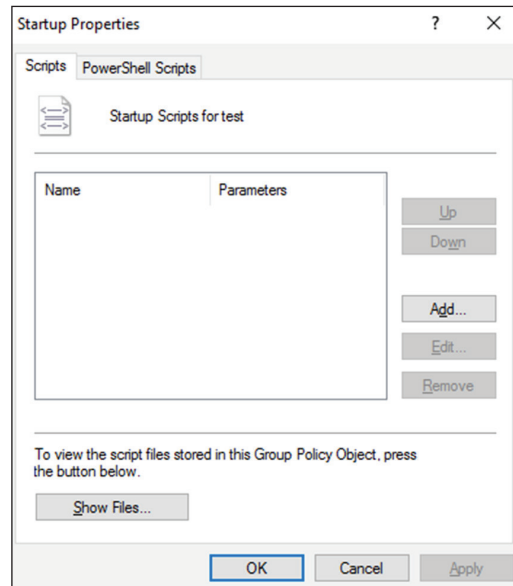 Startup Properties
?
Scripts
PowerShell Scripts
Startup Scripts for test
Name
Parameters
Up
Down
Add...
Edit...
Remove
To view the script files stored in this Group Policy Object, press
the button below.
Show Files...
OK
Cancel
Apply